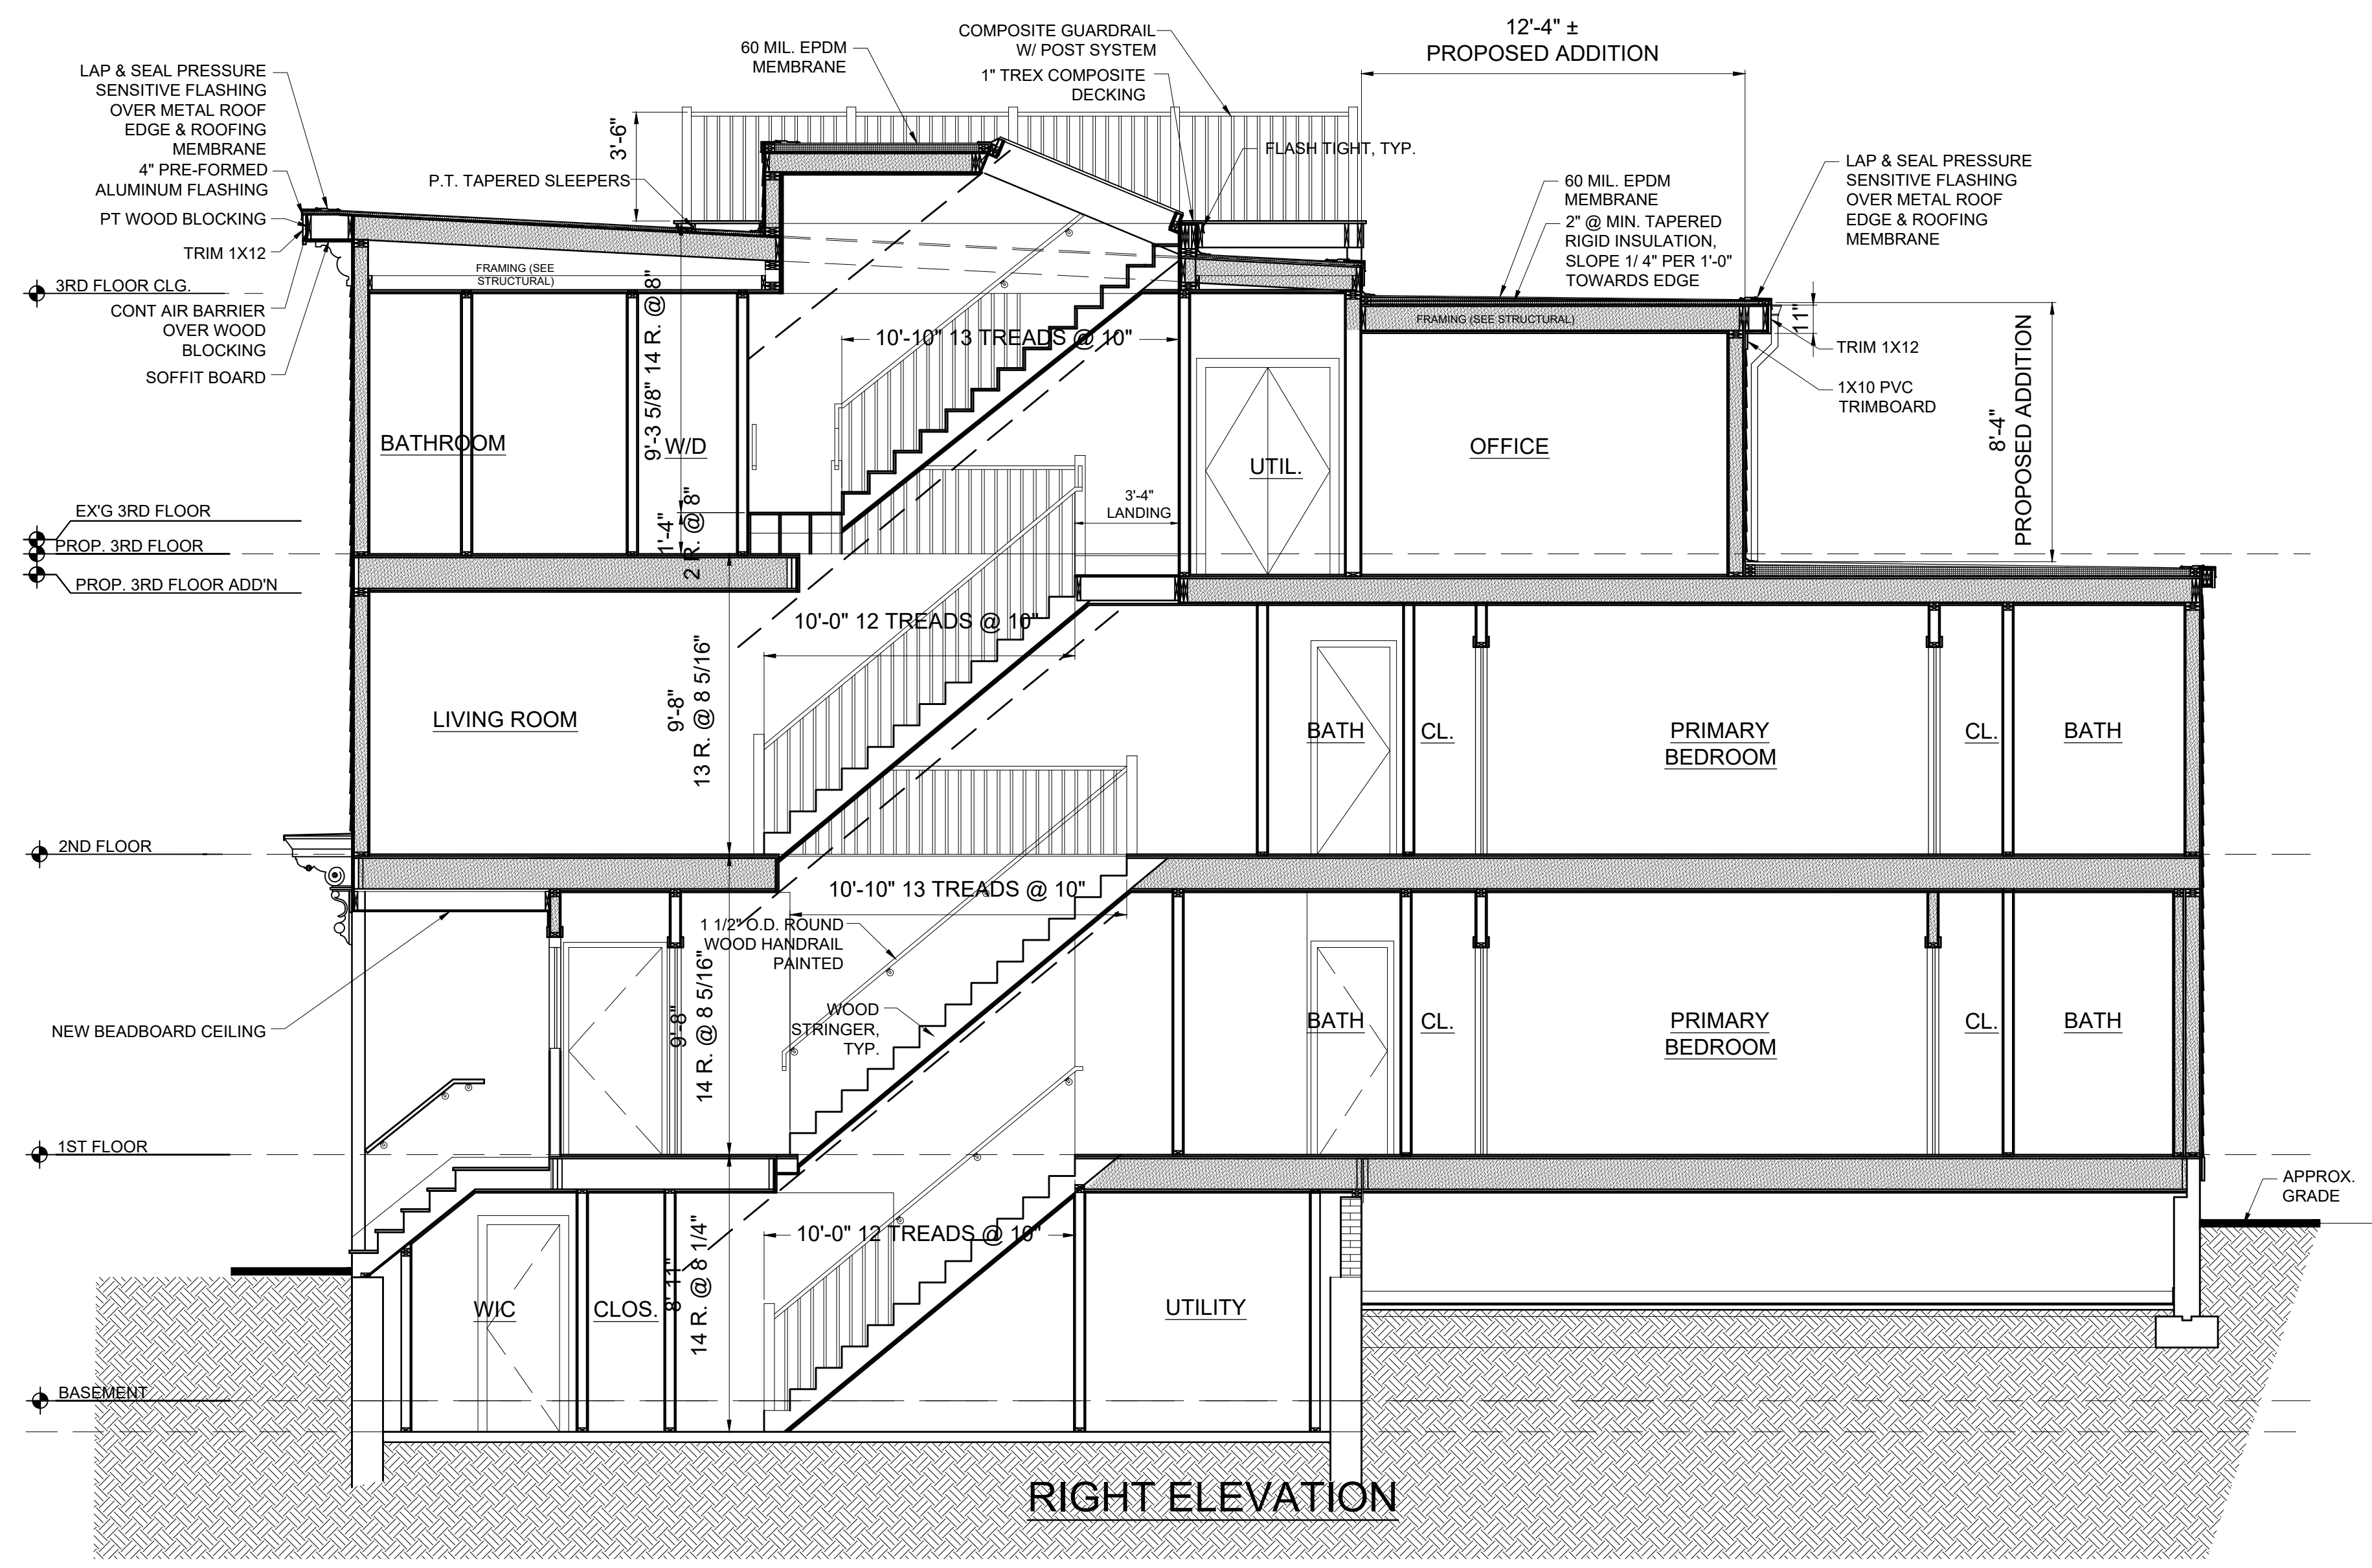 12'-4" ±
PROPOSED ADDITION
COMPOSITE GUARDRAIL
W/ POST SYSTEM
1" TREX COMPOSITE
DECKING
60 MIL. EPDM
MEMBRANE
LAP & SEAL PRESSURE
SENSITIVE FLASHING
OVER METAL ROOF
EDGE & ROOFING
MEMBRANE
4" PRE-FORMED
ALUMINUM FLASHING
PT WOOD BLOCKING
TRIM 1X12
3'-6"
P.T. TAPERED SLEEPERS
FLASH TIGHT, TYP.
60 MIL. EPDM
MEMBRANE
2" @ MIN. TAPERED
RIGID INSULATION,
SLOPE 1/ 4" PER 1'-0"
TOWARDS EDGE
LAP & SEAL PRESSURE
SENSITIVE FLASHING
OVER METAL ROOF
EDGE & ROOFING
MEMBRANE
FRAMING (SEE
STRUCTURAL)
3RD FLOOR CLG.
CONT AIR BARRIER
OVER WOOD
BLOCKING
SOFFIT BOARD
FRAMING (SEE STRUCTURAL)
11"
TRIM 1X12
1X10 PVC
TRIMBOARD
8'-4"
PROPOSED ADDITION
10'-10" 13 TREADS @ 10"
9'-3 5/8" 14 R. @ 8"
BATHROOM
W/D
UTIL.
OFFICE
3'-4"
LANDING
1'-4"
2 R. @ 8"
EX'G 3RD FLOOR
PROP. 3RD FLOOR
PROP. 3RD FLOOR ADD'N
10'-0" 12 TREADS @ 10"
9'-8"
13 R. @ 8 5/16"
LIVING ROOM
BATH
CL.
PRIMARY
BEDROOM
CL.
BATH
2ND FLOOR
10'-10" 13 TREADS @ 10"
1 1/2" O.D. ROUND
WOOD HANDRAIL
PAINTED
WOOD
STRINGER,
TYP.
9'-8"
14 R. @ 8 5/16"
NEW BEADBOARD CEILING
BATH
CL.
PRIMARY
BEDROOM
CL.
BATH
1ST FLOOR
APPROX.
GRADE
10'-0" 12 TREADS @ 10"
8'-11"
14 R. @ 8 1/4"
WIC
CLOS.
UTILITY
BASEMENT
RIGHT ELEVATION